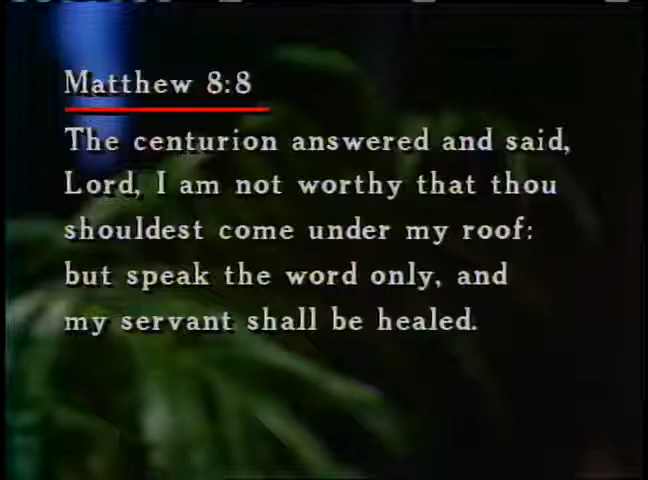 Matthew 8:8
The centurion answered and said,
Lord, I am not worthy that thou
shouldest come under my roof:
but speak the word only, and
my servant shall be healed.